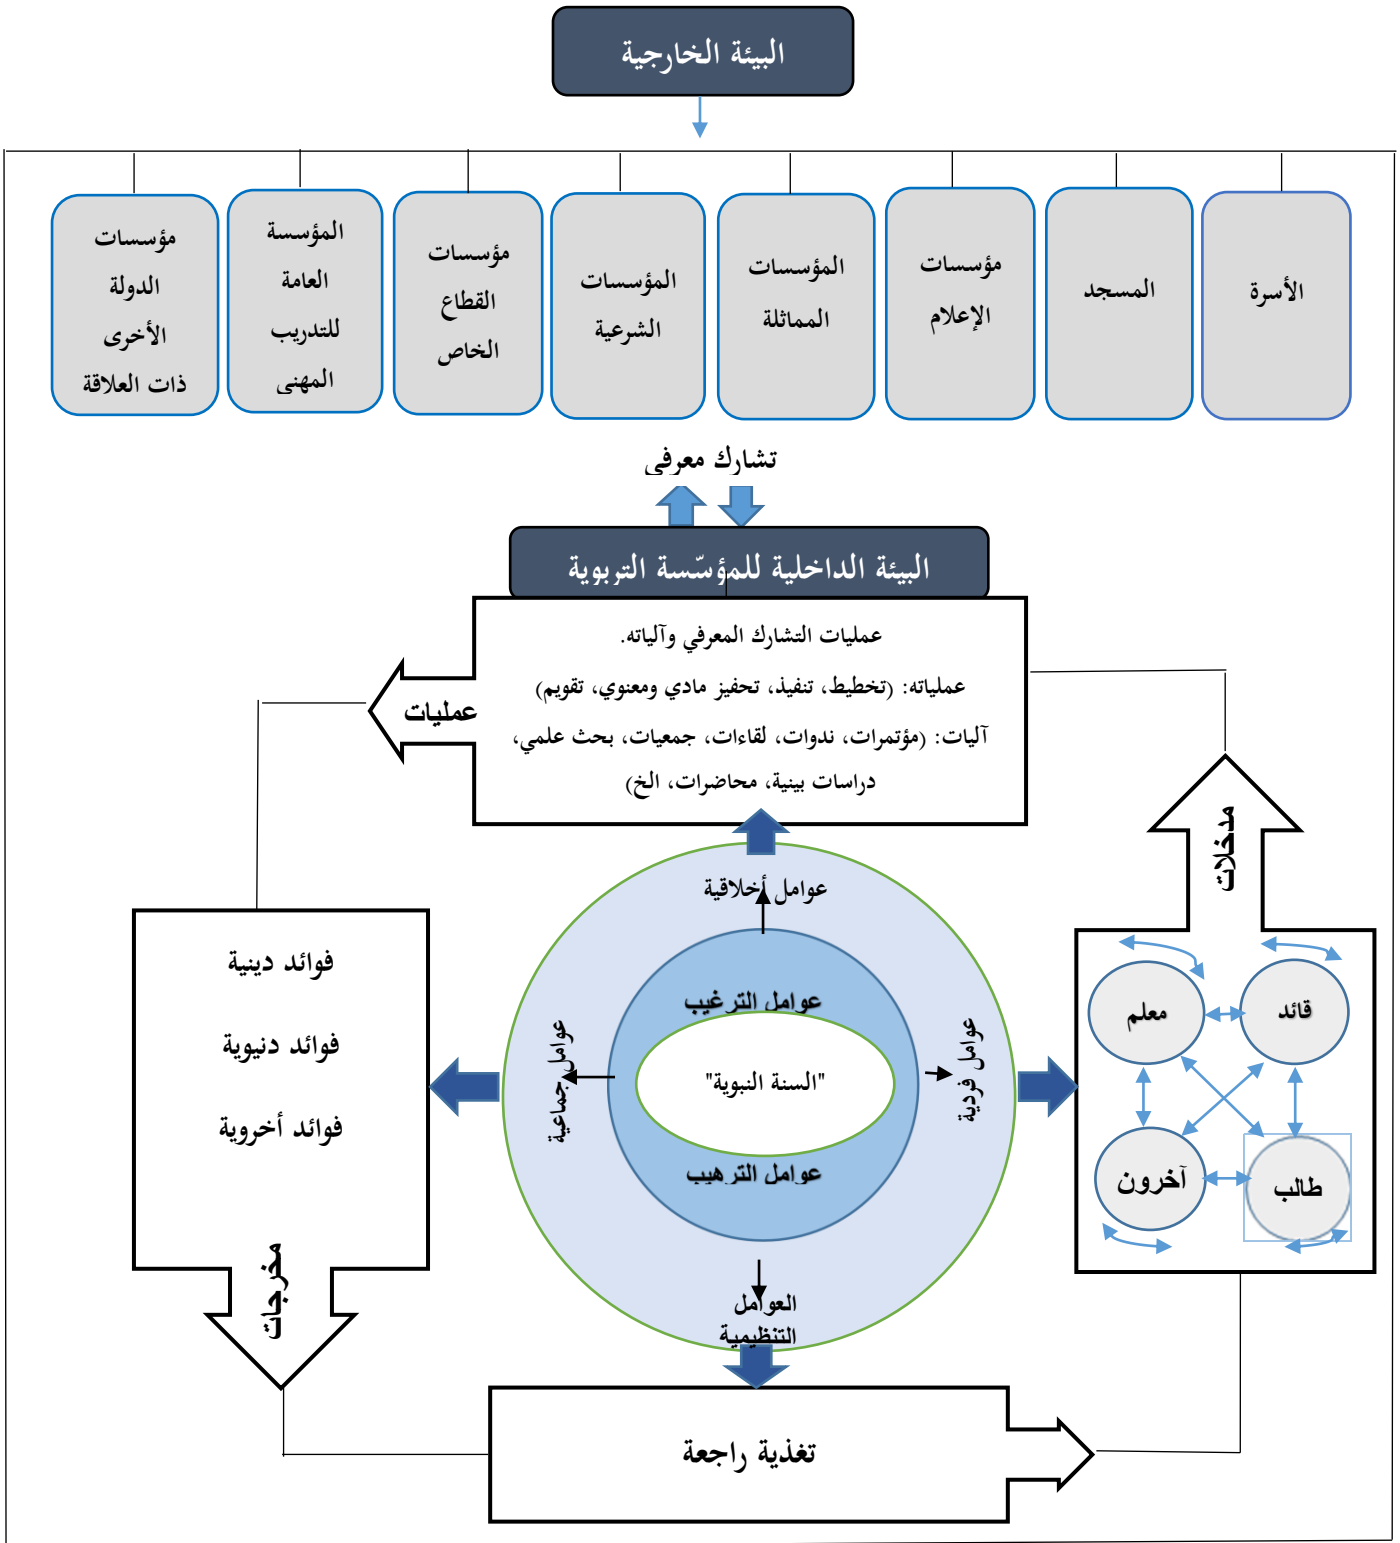 البيئة الخارجية
الأسرة
المسجد
مؤسسات
الإعلام
المؤسسات
المماثلة
المؤسسات
الشرعية
مؤسسات
القطاع
الخاص
المؤسسة
العامة
للتدريب
المهني
مؤسسات
الدولة
الأخرى
ذات العلاقة
تشارك معرفي
البيئة الداخلية للمؤسّسة التربوية
عمليات التشارك المعرفي وآلياته.
عملياته: (تخطيط، تنفيذ، تحفيز مادي ومعنوي، تقويم)
آليات: (مؤتمرات، ندوات، لقاءات، جمعيات، بحث علمي،
دراسات بينية، محاضرات، الخ)
عمليات
مدخلات
قائد
معلم
طالب
آخرون
عوامل أخلاقية
عوامل فردية
عوامل جماعية
العوامل
التنظيمية
عوامل الترغيب
"السنة النبوية"
عوامل الترهيب
فوائد دينية
فوائد دنيوية
فوائد أخروية
مخرجات
تغذية راجعة